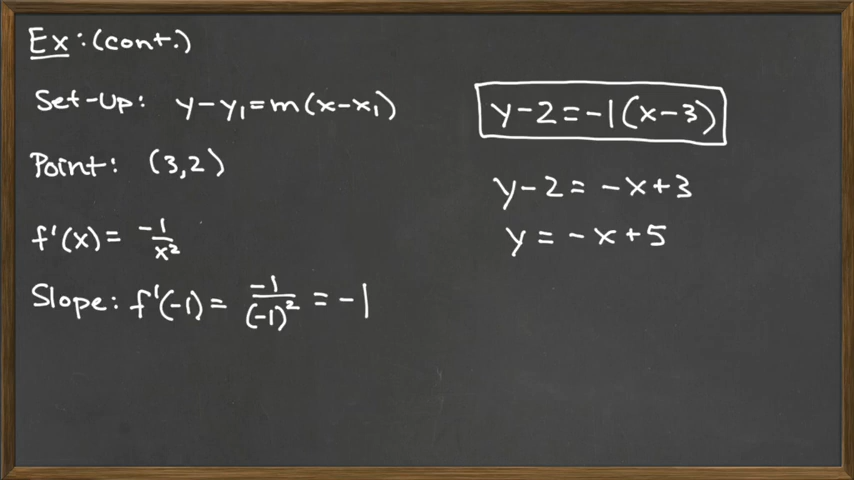 Ex: (cont.)
Set-Up: y-y₁=m(x-x₁)
Point: (3,2)
f'(x)= -1/x²
Slope: f'(-1)= -1/(-1)² = -1
y-2=-1(x-3)
y-2=-x+3
y=-x+5